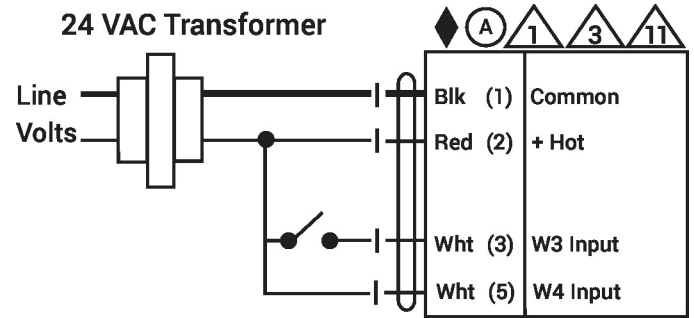 24 VAC Transformer
A 1 3 11
Line
Volts
Blk (1) Common
Red (2) + Hot
Wht (3) W3 Input
Wht (5) W4 Input